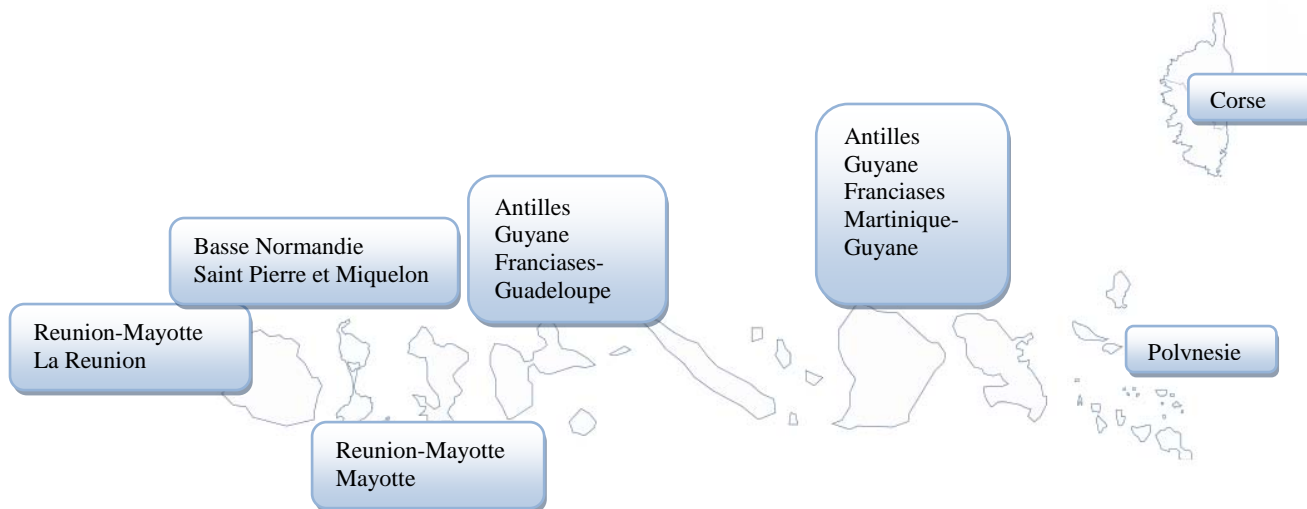 Corse
Antilles
Guyane
Franciases
Martinique-
Guyane
Antilles
Guyane
Franciases-
Guadeloupe
Basse Normandie
Saint Pierre et Miquelon
Reunion-Mayotte
La Reunion
Polvnesie
Reunion-Mayotte
Mayotte